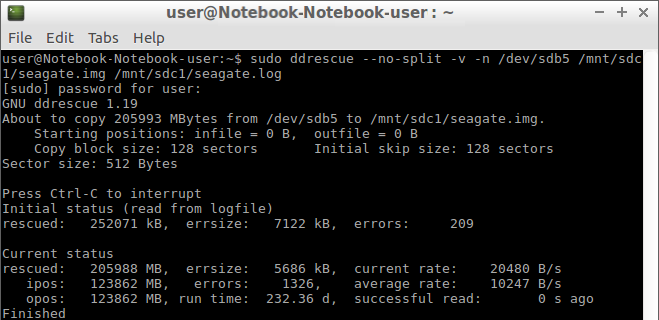 user@Notebook-Notebook-user : ~
File Edit Tabs Help
user@Notebook-Notebook-user:~$ sudo ddrescue --no-split -v -n /dev/sdb5 /mnt/sdc
1/seagate.img /mnt/sdc1/seagate.log
[sudo] password for user:
GNU ddrescue 1.19
About to copy 205993 MBytes from /dev/sdb5 to /mnt/sdc1/seagate.img.
    Starting positions: infile = 0 B,  outfile = 0 B
    Copy block size: 128 sectors       Initial skip size: 128 sectors
Sector size: 512 Bytes
Press Ctrl-C to interrupt
Initial status (read from logfile)
rescued:   252071 kB,  errsize:   7122 kB,  errors:     209
Current status
rescued:   205988 MB,  errsize:   5686 kB,  current rate:    20480 B/s
   ipos:   123862 MB,   errors:    1326,    average rate:    10247 B/s
   opos:   123862 MB, run time:  232.36 d,  successful read:       0 s ago
Finished